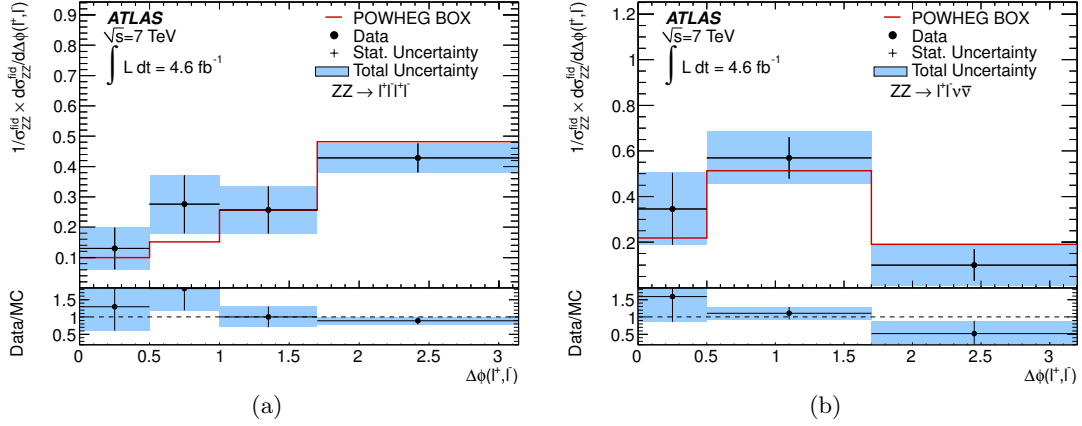 ATLAS
√s=7 TeV
∫ L dt = 4.6 fb⁻¹
POWHEG BOX
Data
Stat. Uncertainty
Total Uncertainty
ZZ → l⁺l⁻l⁺l⁻
1/σ_ZZ^fid × dσ_ZZ^fid/dΔϕ(l⁺,l⁻)
0.9
0.8
0.7
0.6
0.5
0.4
0.3
0.2
0.1
Data/MC
1.5
1
0.5
0 0.5 1 1.5 2 2.5 3
Δϕ(l⁺,l⁻)
(a)
ATLAS
√s=7 TeV
∫ L dt = 4.6 fb⁻¹
POWHEG BOX
Data
Stat. Uncertainty
Total Uncertainty
ZZ → l⁺l⁻νν̅
1/σ_ZZ^fid × dσ_ZZ^fid/dΔϕ(l⁺,l⁻)
1.2
1
0.8
0.6
0.4
0.2
Data/MC
1.5
1
0.5
0 0.5 1 1.5 2 2.5 3
Δϕ(l⁺,l⁻)
(b)